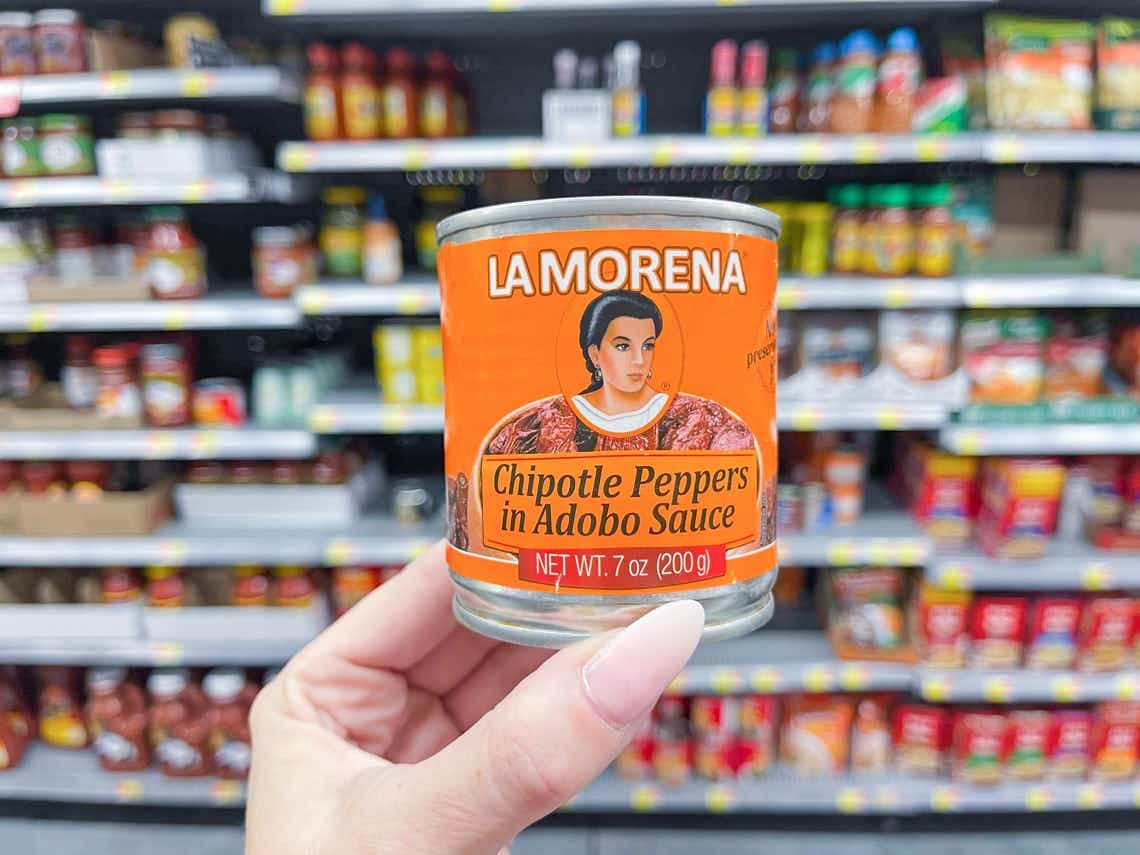 LA MORENA
®
Chipotle Peppers
in Adobo Sauce
NET WT. 7 oz (200 g)